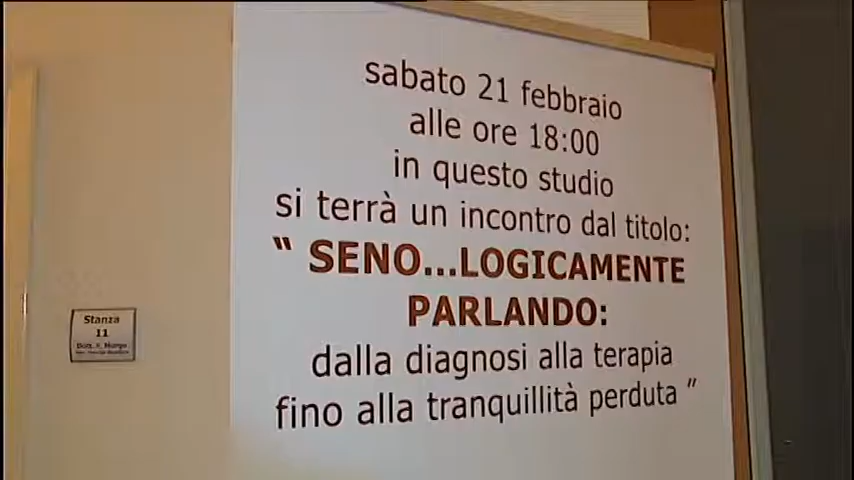 sabato 21 febbraio
alle ore 18:00
in questo studio
si terrà un incontro dal titolo:
“ SENO...LOGICAMENTE
PARLANDO:
dalla diagnosi alla terapia
fino alla tranquillità perduta ”
Stanza
11